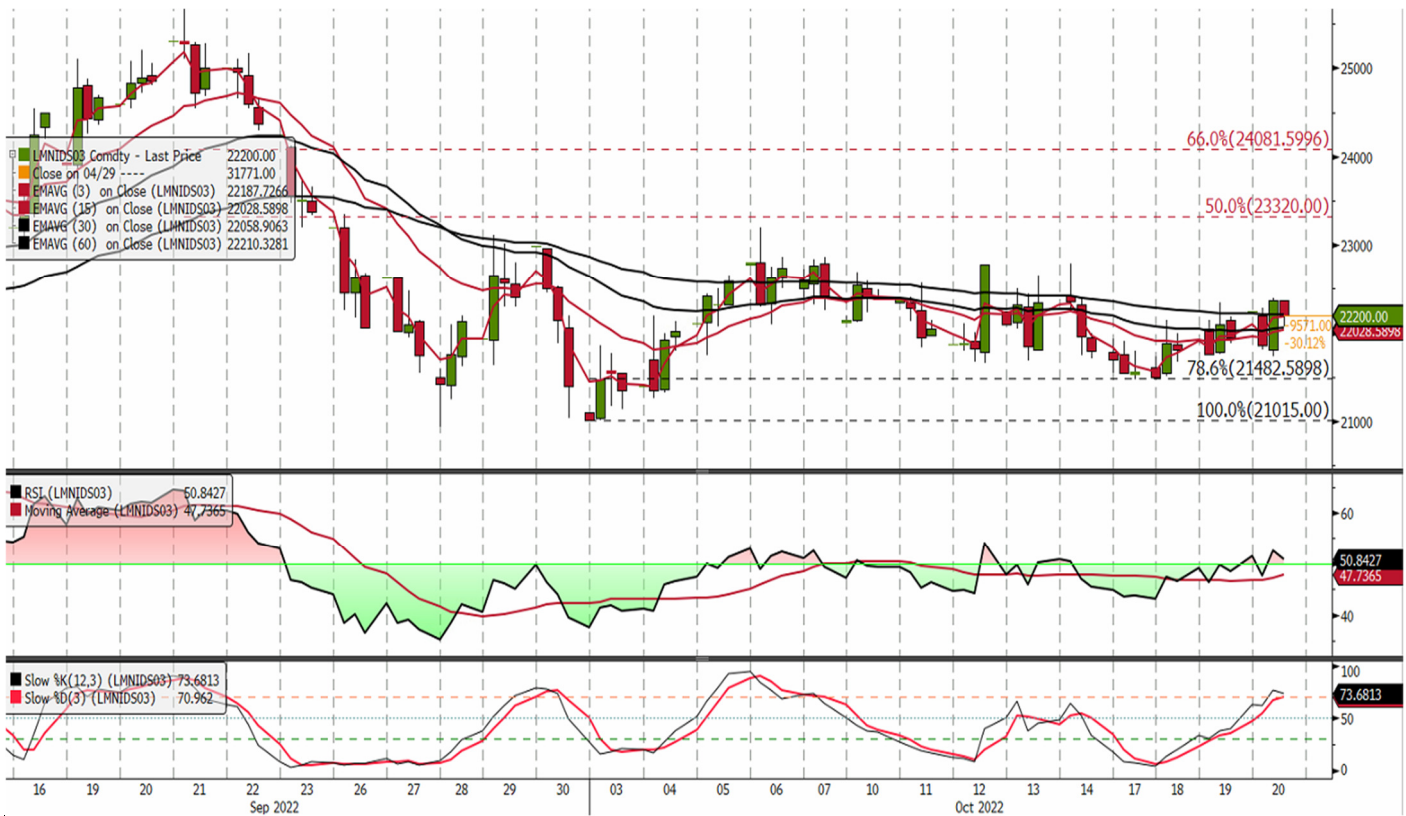 25000
66.0%(24081.5996)
LMNIDS03 Comdty - Last Price 22200.00
24000
Close on 04/29 ---- 31771.00
EMAVG (3) on Close (LMNIDS03) 22187.7266
EMAVG (15) on Close (LMNIDS03) 22028.5898
50.0%(23320.00)
EMAVG (30) on Close (LMNIDS03) 22058.9063
EMAVG (60) on Close (LMNIDS03) 22210.3281
23000
22200.00
-9571.00
22028.5898
-30.12%
78.6%(21482.5898)
100.0%(21015.00)
21000
RSI (LMNIDS03) 50.8427
Moving Average (LMNIDS03) 47.7365
60
50.8427
47.7365
40
100
Slow %K(12,3) (LMNIDS03) 73.6813
Slow %D(3) (LMNIDS03) 70.962
73.6813
50
0
16 19 20 21 22 23 26 27 28 29 30 03 04 05 06 07 10 11 12 13 14 17 18 19 20
Sep 2022 Oct 2022